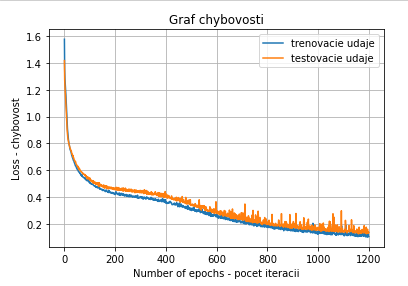 Graf chybovosti
trenovacie udaje
testovacie udaje
Loss - chybovost
1.6
1.4
1.2
1.0
0.8
0.6
0.4
0.2
0 200 400 600 800 1000 1200
Number of epochs - pocet iteracii